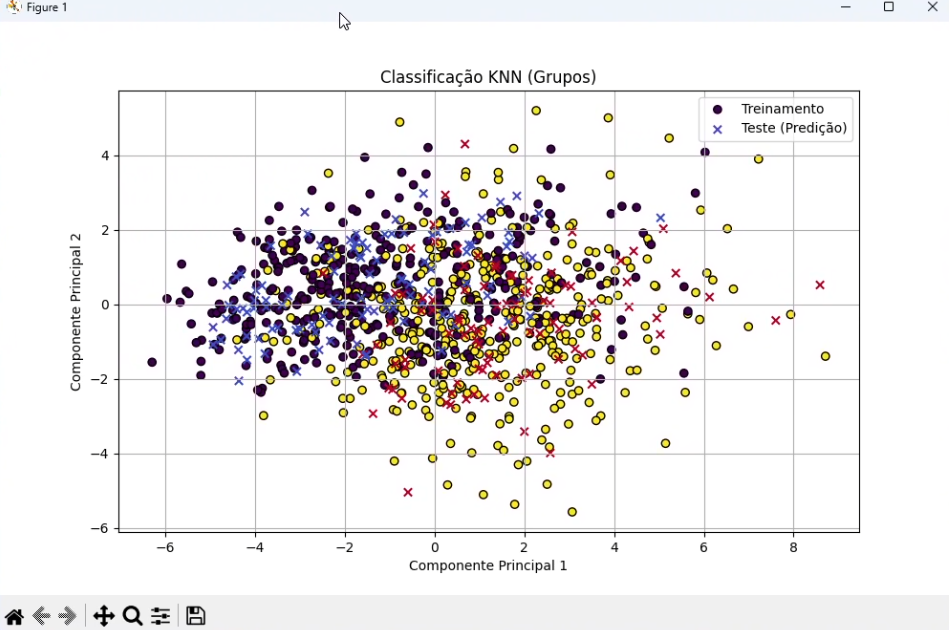 Figure 1
Classificação KNN (Grupos)
Treinamento
Teste (Predição)
4
2
0
−2
−4
−6
Componente Principal 2
−6 −4 −2 0 2 4 6 8
Componente Principal 1